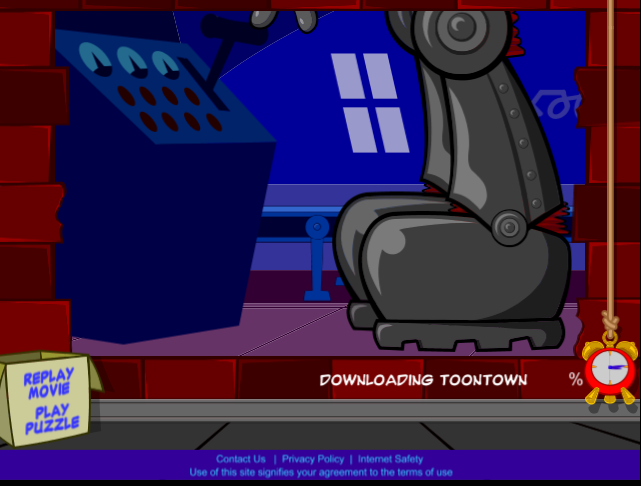 DOWNLOADING TOONTOWN %
REPLAY
MOVIE
PLAY
PUZZLE
Contact Us | Privacy Policy | Internet Safety
Use of this site signifies your agreement to the terms of use